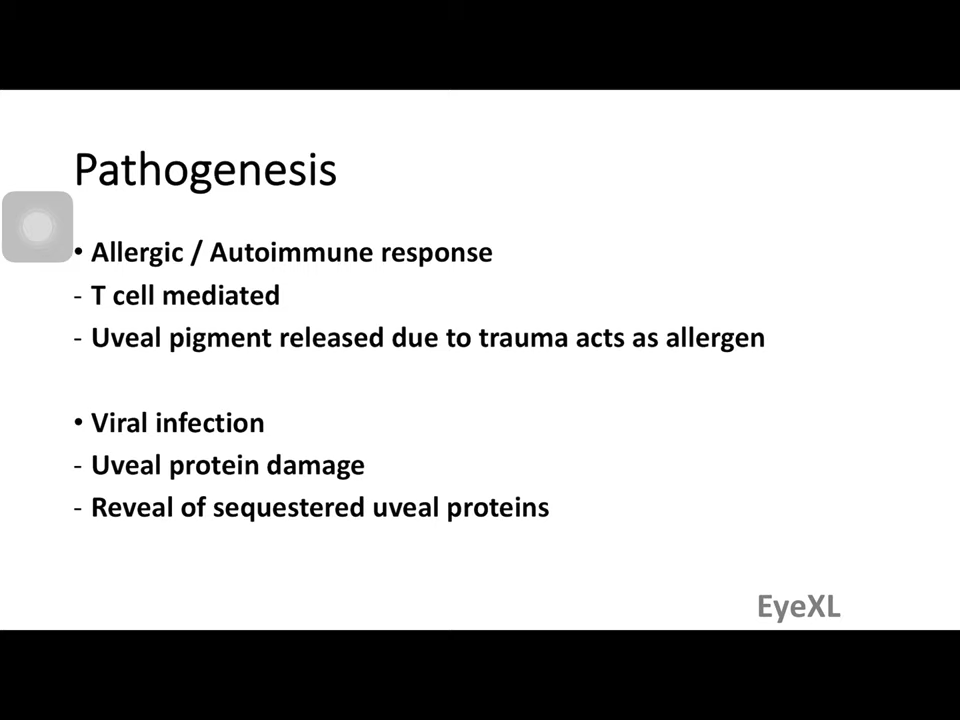 Pathogenesis
• Allergic / Autoimmune response
- T cell mediated
- Uveal pigment released due to trauma acts as allergen
• Viral infection
- Uveal protein damage
- Reveal of sequestered uveal proteins
EyeXL